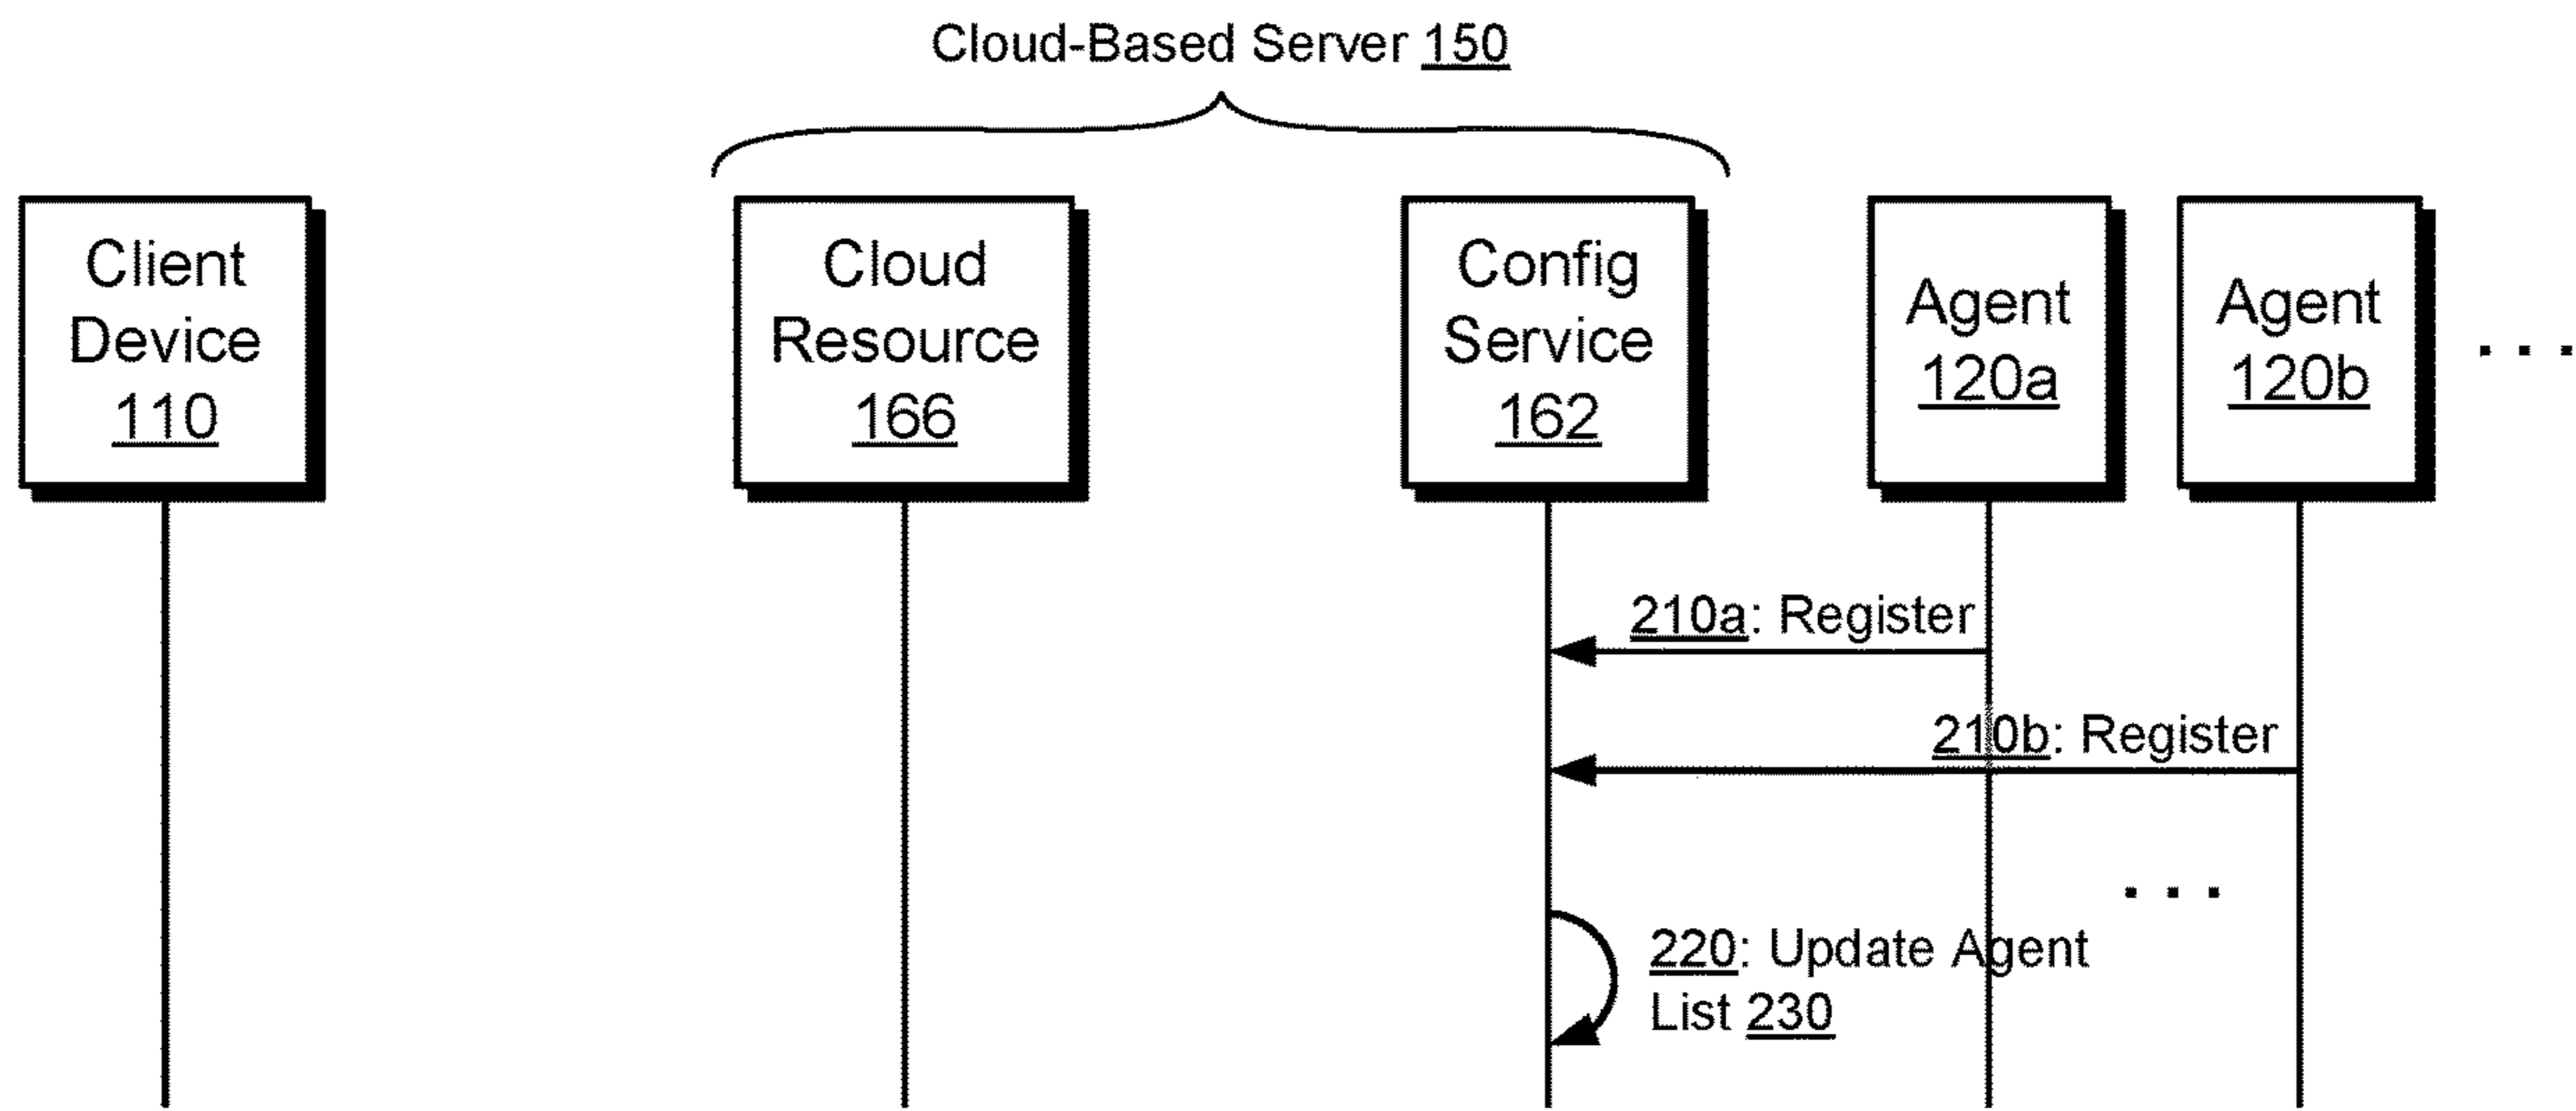 Cloud-Based Server 150
Client
Device
110
Cloud
Resource
166
Config
Service
162
Agent
120a
Agent
120b
. . .
210a: Register
210b: Register
. . .
220: Update Agent
List 230